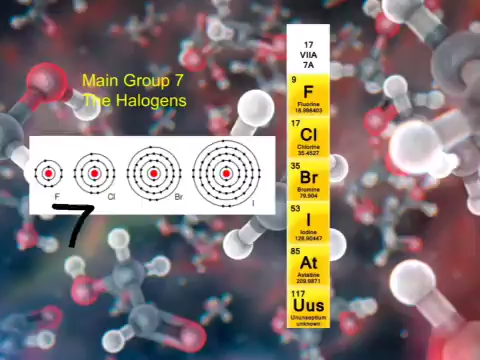 Main Group 7
The Halogens
F
Cl
Br
I
7
17
VIIA
7A
9
F
Fluorine
18.998403
17
Cl
Chlorine
35.4527
35
Br
Bromine
79.904
53
I
Iodine
126.90447
85
At
Astatine
209.9871
117
Uus
Ununseptium
unknown